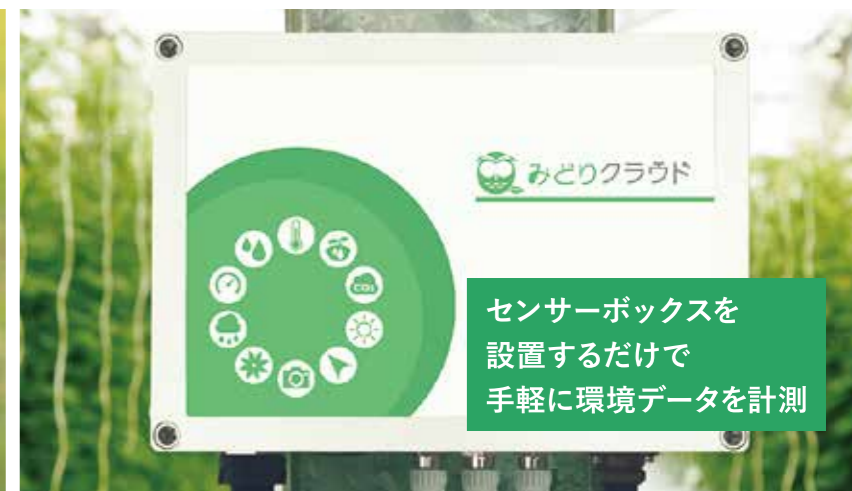 みどりクラウド
CO₂
センサーボックスを
設置するだけで
手軽に環境データを計測